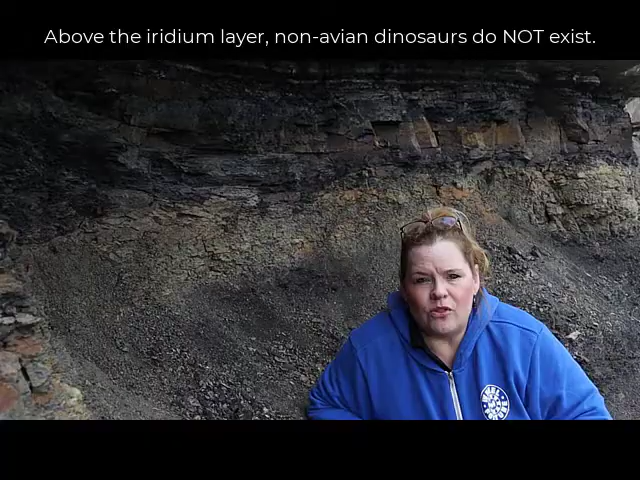 Above the iridium layer, non-avian dinosaurs do NOT exist.